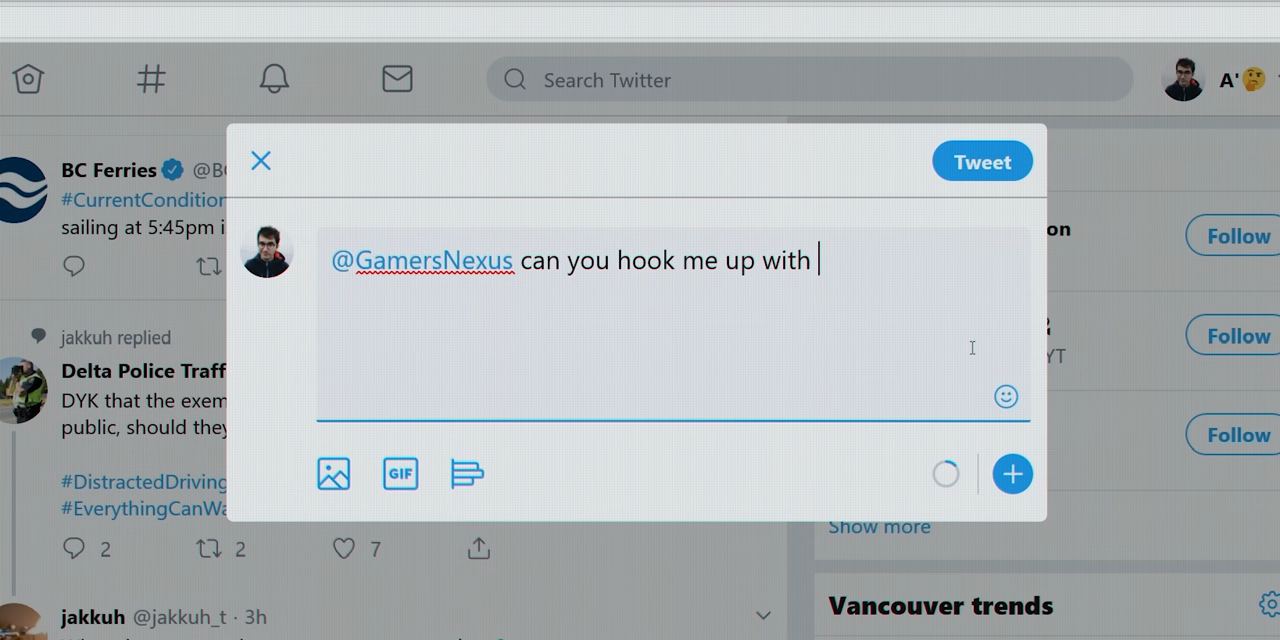 Search Twitter
A'🤔
BC Ferries @B
#CurrentCondition
sailing at 5:45pm i
Tweet
@GamersNexus can you hook me up with
GIF
jakkuh replied
Delta Police Traff
DYK that the exem
public, should they
#DistractedDriving
#EverythingCanWa
2 2 7
on
Follow
YT
Follow
Follow
Show more
Vancouver trends
jakkuh @jakkuh_t · 3h